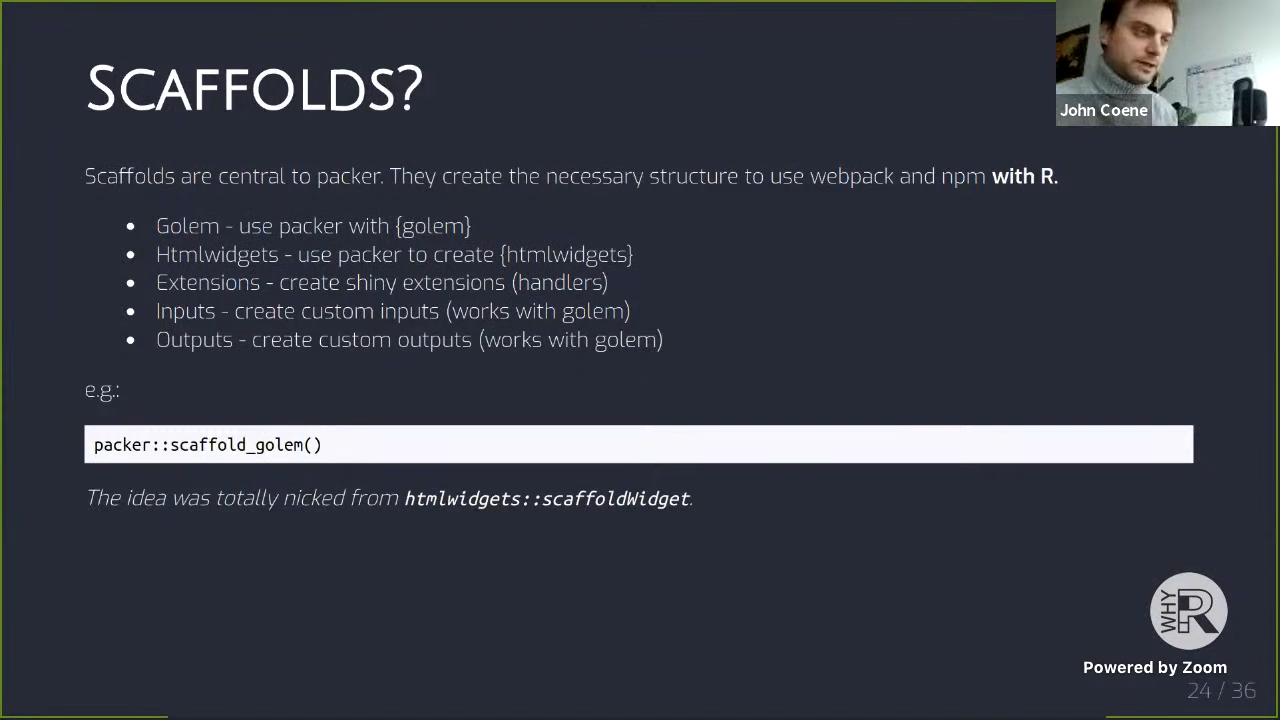 SCAFFOLDS?
John Coene
Scaffolds are central to packer. They create the necessary structure to use webpack and npm with R.
• Golem - use packer with {golem}
• Htmlwidgets - use packer to create {htmlwidgets}
• Extensions - create shiny extensions (handlers)
• Inputs - create custom inputs (works with golem)
• Outputs - create custom outputs (works with golem)
e.g.:
packer::scaffold_golem()
The idea was totally nicked from htmlwidgets::scaffoldWidget.
WHY R
Powered by Zoom
24 / 36